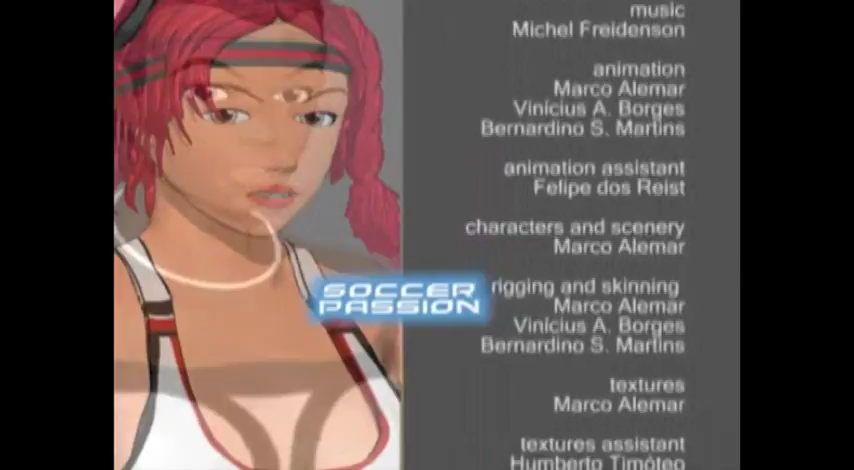 music
Michel Freidenson
animation
Marco Alemar
Vinícius A. Borges
Bernardino S. Martins
animation assistant
Felipe dos Reist
characters and scenery
Marco Alemar
SOCCER
PASSION
rigging and skinning
Marco Alemar
Vinícius A. Borges
Bernardino S. Martins
textures
Marco Alemar
textures assistant
Humberto Timóteo